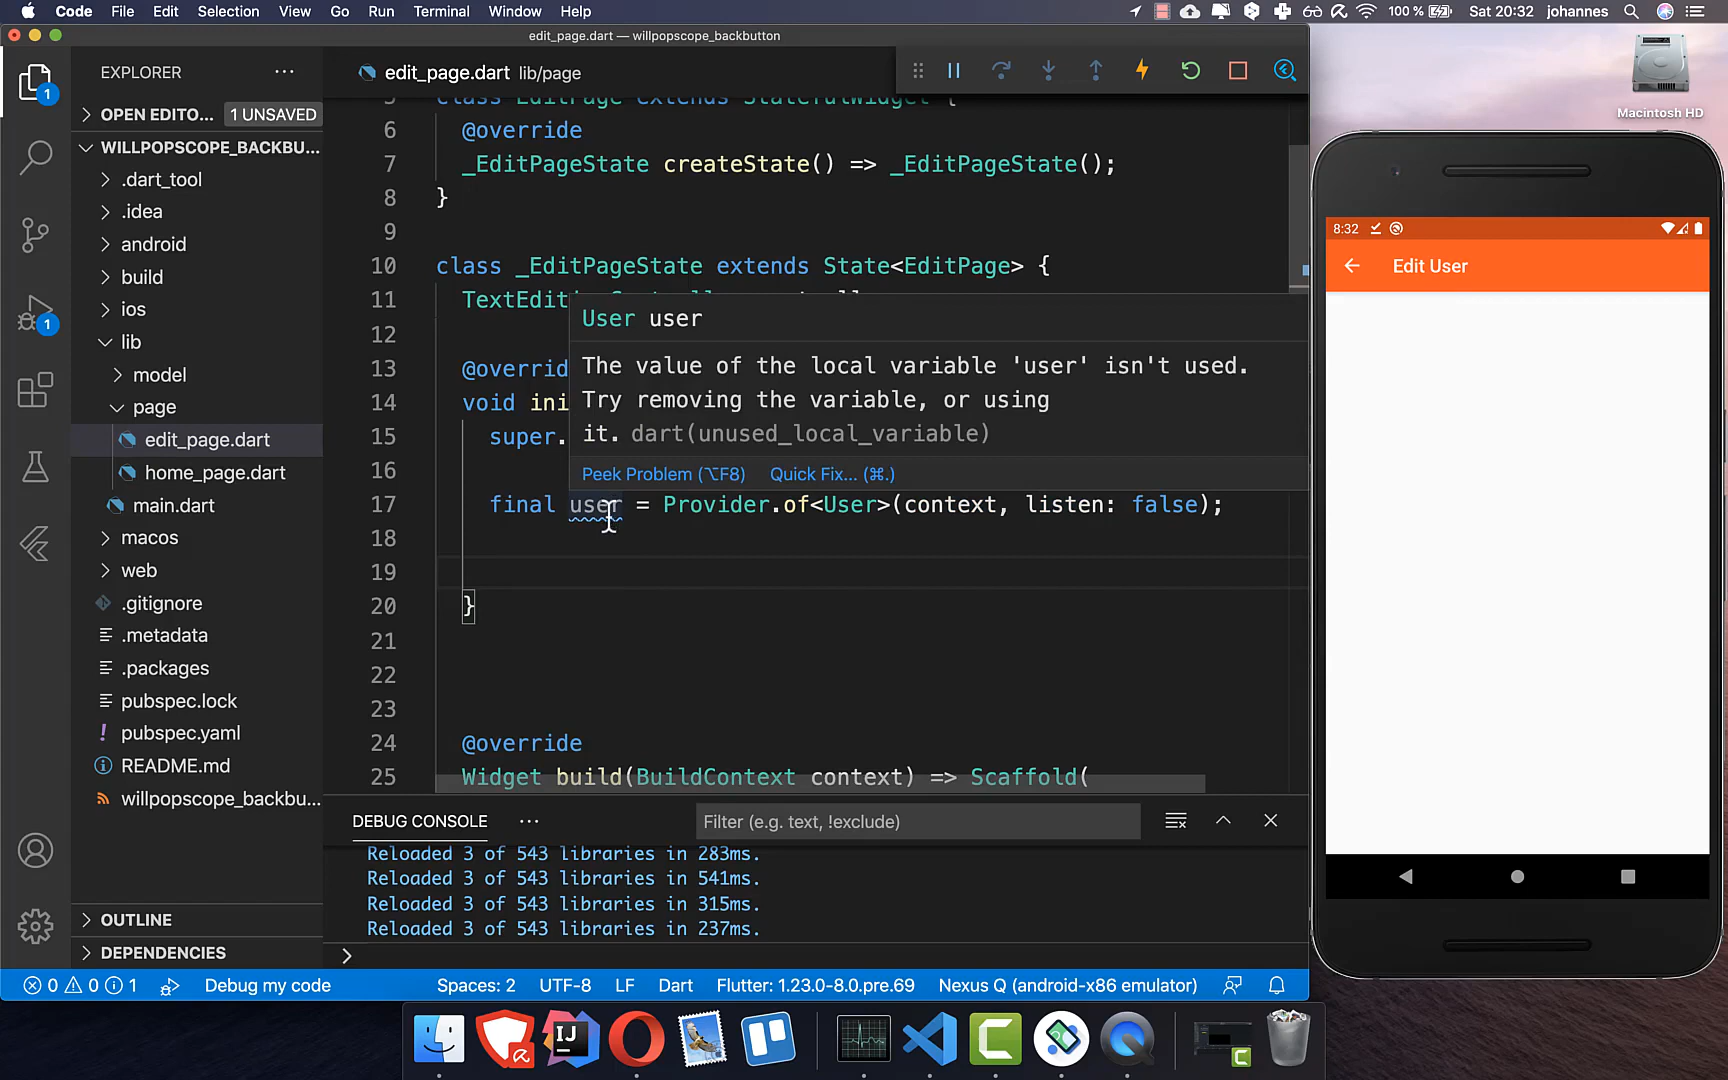 Code File Edit Selection View Go Run Terminal Window Help 100 % Sat 20:32 johannes
edit_page.dart — willpopscope_backbutton
EXPLORER
OPEN EDITO... 1 UNSAVED
WILLPOPSCOPE_BACKBU...
.dart_tool
.idea
android
build
ios
lib
model
page
edit_page.dart
home_page.dart
main.dart
macos
web
.gitignore
.metadata
.packages
pubspec.lock
pubspec.yaml
README.md
willpopscope_backbu...
OUTLINE
DEPENDENCIES
1
1
edit_page.dart lib/page
5 class EditPage extends StatefulWidget {
6 @override
7 _EditPageState createState() => _EditPageState();
8 }
9
10 class _EditPageState extends State<EditPage> {
11 TextEdit
12
13 @overrid
14 void ini
15 super.
16
17 final user = Provider.of<User>(context, listen: false);
18
19
20 }
21
22
23
24 @override
25 Widget build(BuildContext context) => Scaffold(
User user
The value of the local variable 'user' isn't used.
Try removing the variable, or using
it. dart(unused_local_variable)
Peek Problem (⌥F8) Quick Fix... (⌘.)
DEBUG CONSOLE ... Filter (e.g. text, !exclude)
Reloaded 3 of 543 libraries in 283ms.
Reloaded 3 of 543 libraries in 541ms.
Reloaded 3 of 543 libraries in 315ms.
Reloaded 3 of 543 libraries in 237ms.
0 0 1 Debug my code Spaces: 2 UTF-8 LF Dart Flutter: 1.23.0-8.0.pre.69 Nexus Q (android-x86 emulator)
Macintosh HD
8:32
Edit User
IJ